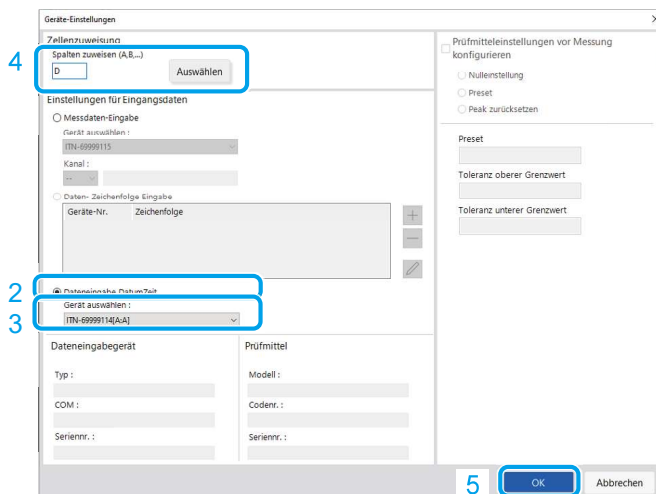 Geräte-Einstellungen
Zellenzuweisung
4
Spalten zuweisen (A,B,...)
D
Auswählen
Einstellungen für Eingangsdaten
Messdaten-Eingabe
Gerät auswählen :
ITN-69999115
Kanal :
--
Daten- Zeichenfolge Eingabe
Geräte-Nr. Zeichenfolge
2
Dateneingabe DatumZeit
3
Gerät auswählen :
ITN-69999114[A:A]
Dateneingabegerät
Typ :
COM :
Seriennr. :
Prüfmittel
Modell :
Codenr. :
Seriennr. :
Prüfmitteleinstellungen vor Messung
konfigurieren
Nulleinstellung
Preset
Peak zurücksetzen
Preset
Toleranz oberer Grenzwert
Toleranz unterer Grenzwert
5
OK
Abbrechen